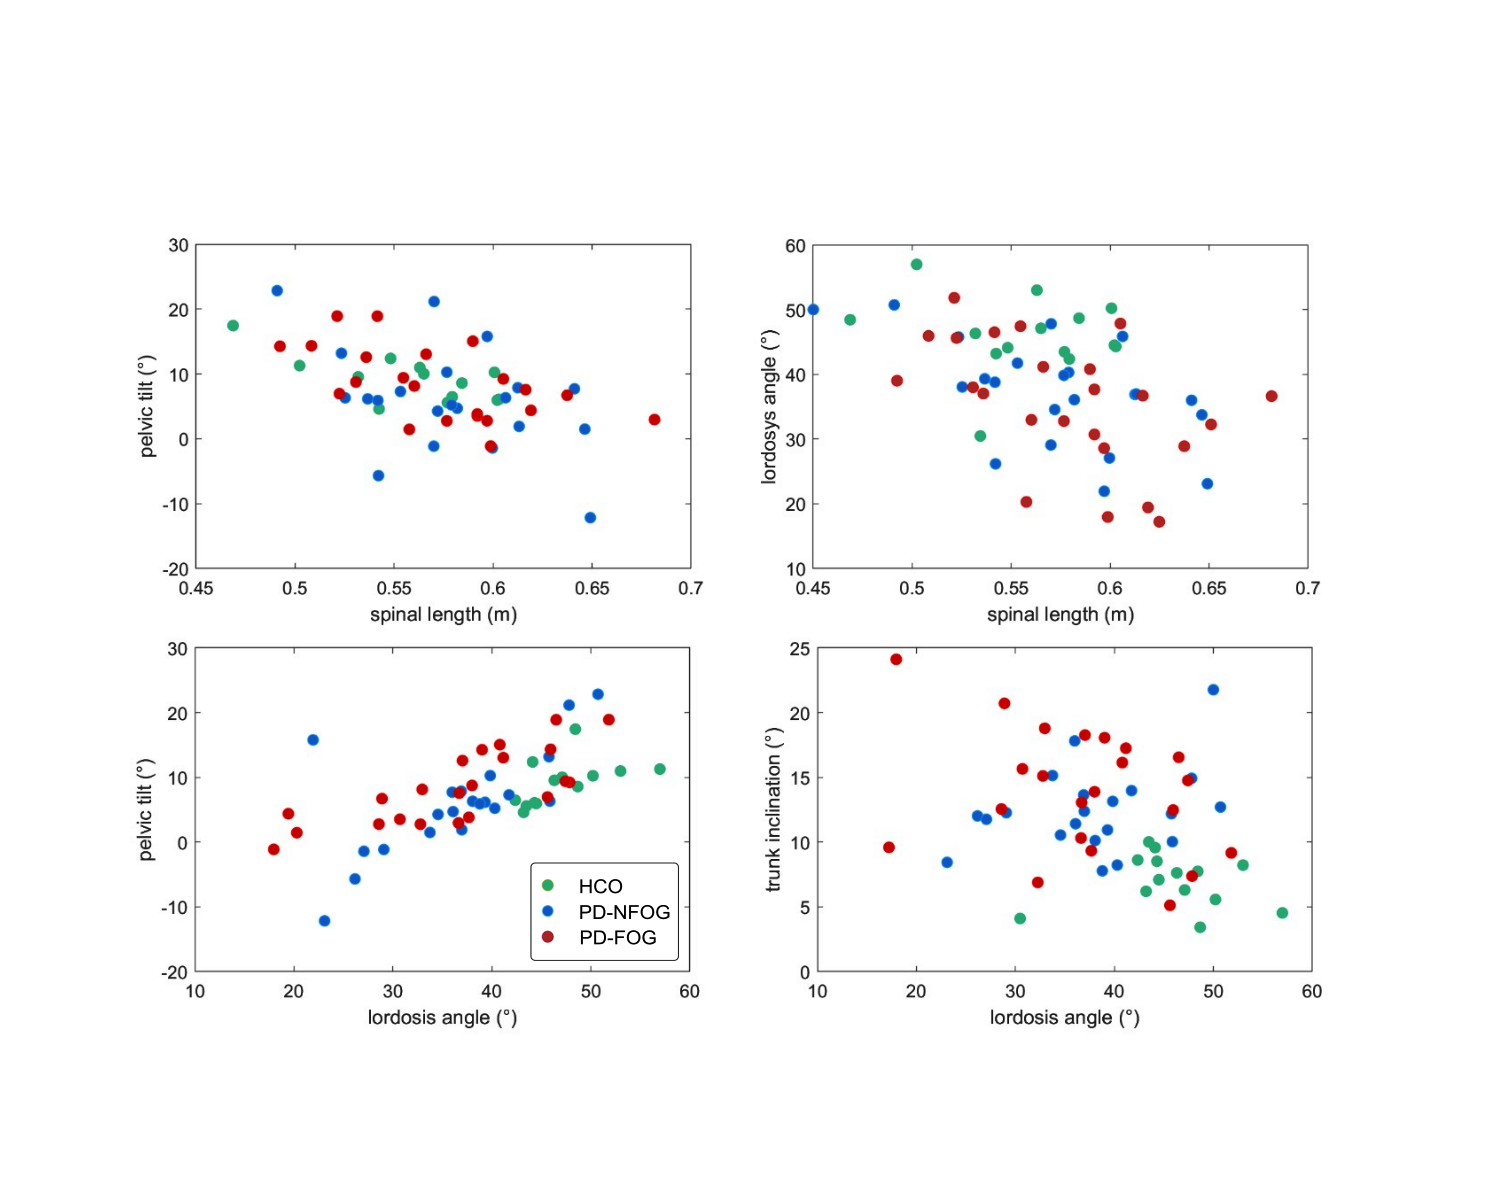 30
20
10
0
-10
-20
pelvic tilt (°)
0.45 0.5 0.55 0.6 0.65 0.7
spinal length (m)
60
50
40
30
20
10
lordosys angle (°)
0.45 0.5 0.55 0.6 0.65 0.7
spinal length (m)
30
20
10
0
-10
-20
pelvic tilt (°)
HCO
PD-NFOG
PD-FOG
10 20 30 40 50 60
lordosis angle (°)
25
20
15
10
5
0
trunk inclination (°)
10 20 30 40 50 60
lordosis angle (°)